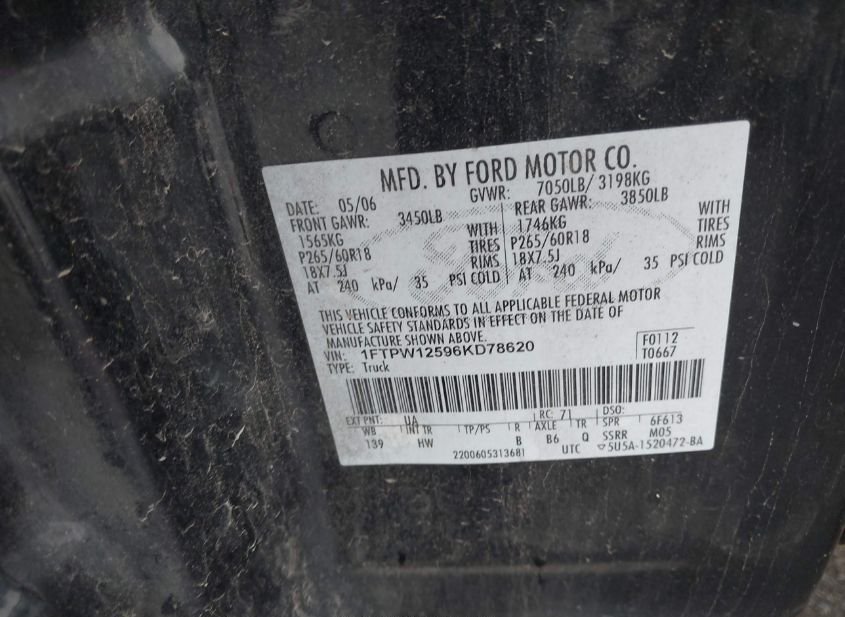 MFD. BY FORD MOTOR CO.
DATE: 05/06 GVWR: 7050LB/ 3198KG
FRONT GAWR: 3450LB REAR GAWR: 3850LB
1565KG WITH 1746KG WITH
P265/60R18 TIRES P265/60R18 TIRES
18X7.5J RIMS 18X7.5J RIMS
AT 240 kPa/ 35 PSI COLD AT 240 kPa/ 35 PSI COLD
THIS VEHICLE CONFORMS TO ALL APPLICABLE FEDERAL MOTOR
VEHICLE SAFETY STANDARDS IN EFFECT ON THE DATE OF
MANUFACTURE SHOWN ABOVE.
VIN: 1FTPW12596KD78620 F0112
TYPE: Truck T0667
EXT PNT: UA RC: 71 DSO:
WB INT TR TP/PS R AXLE TR SPR 6F613
139 HW B B6 Q SSRR M05
2200605313681 UTC ▽5U5A-1520472-BA